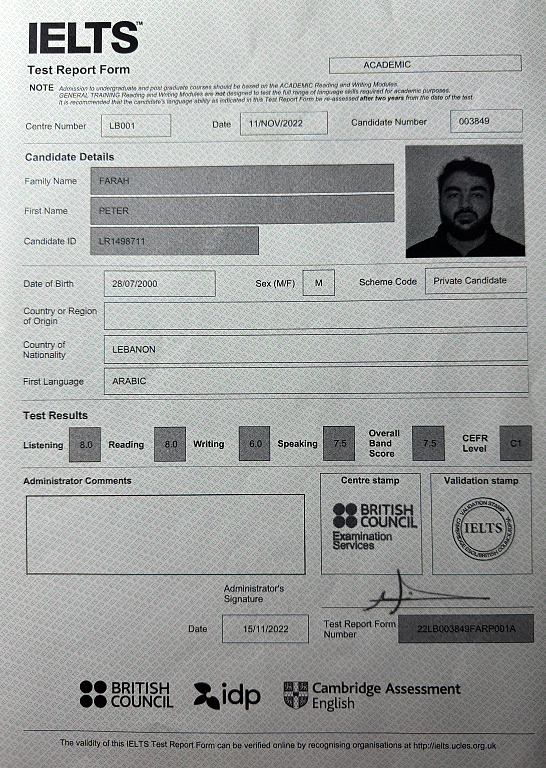 IELTS™
Test Report Form
ACADEMIC
NOTE Admission to undergraduate and post graduate courses should be based on the ACADEMIC Reading and Writing Modules.
GENERAL TRAINING Reading and Writing Modules are not designed to test the full range of language skills required for academic purposes.
It is recommended that the candidate's language ability as indicated in this Test Report Form be re-assessed after two years from the date of the test.
Centre Number LB001 Date 11/NOV/2022 Candidate Number 003849
Candidate Details
Family Name FARAH
First Name PETER
Candidate ID LR1498711
Date of Birth 28/07/2000 Sex (M/F) M Scheme Code Private Candidate
Country or Region
of Origin
Country of
Nationality LEBANON
First Language ARABIC
Test Results
Listening 8.0 Reading 8.0 Writing 6.0 Speaking 7.5 Overall Band Score 7.5 CEFR Level C1
Administrator Comments
Centre stamp
BRITISH
COUNCIL
Examination
Services
Validation stamp
VALIDATION STAMP
IELTS
Administrator's
Signature
Date 15/11/2022
Test Report Form
Number 22LB003849FARP001A
BRITISH
COUNCIL
idp
Cambridge Assessment
English
The validity of this IELTS Test Report Form can be verified online by recognising organisations at http://ielts.ucles.org.uk